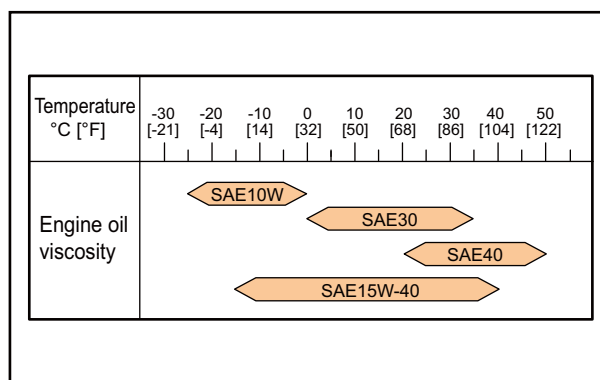 Temperature
°C [°F]
-30 -20 -10 0 10 20 30 40 50
[-21] [-4] [14] [32] [50] [68] [86] [104] [122]
Engine oil
viscosity
SAE10W
SAE30
SAE40
SAE15W-40